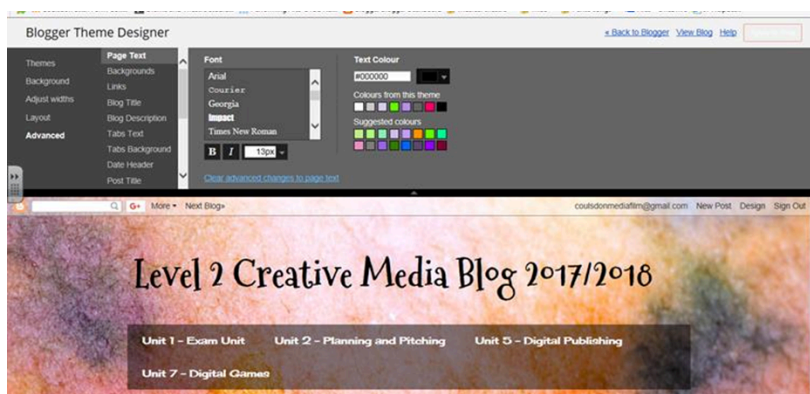 Blogger Theme Designer
« Back to Blogger View Blog Help
Themes
Background
Adjust widths
Layout
Advanced
Page Text
Backgrounds
Links
Blog Title
Blog Description
Tabs Text
Tabs Background
Date Header
Post Title
Font
Arial
Courier
Georgia
Impact
Times New Roman
B I 13px
Clear advanced changes to page text
Text Colour
#000000
Colours from this theme
Suggested colours
G+ More Next Blog»
coulsdonmediafilm@gmail.com New Post Design Sign Out
Level 2 Creative Media Blog 2017/2018
Unit 1 - Exam Unit Unit 2 - Planning and Pitching Unit 5 - Digital Publishing
Unit 7 - Digital Games